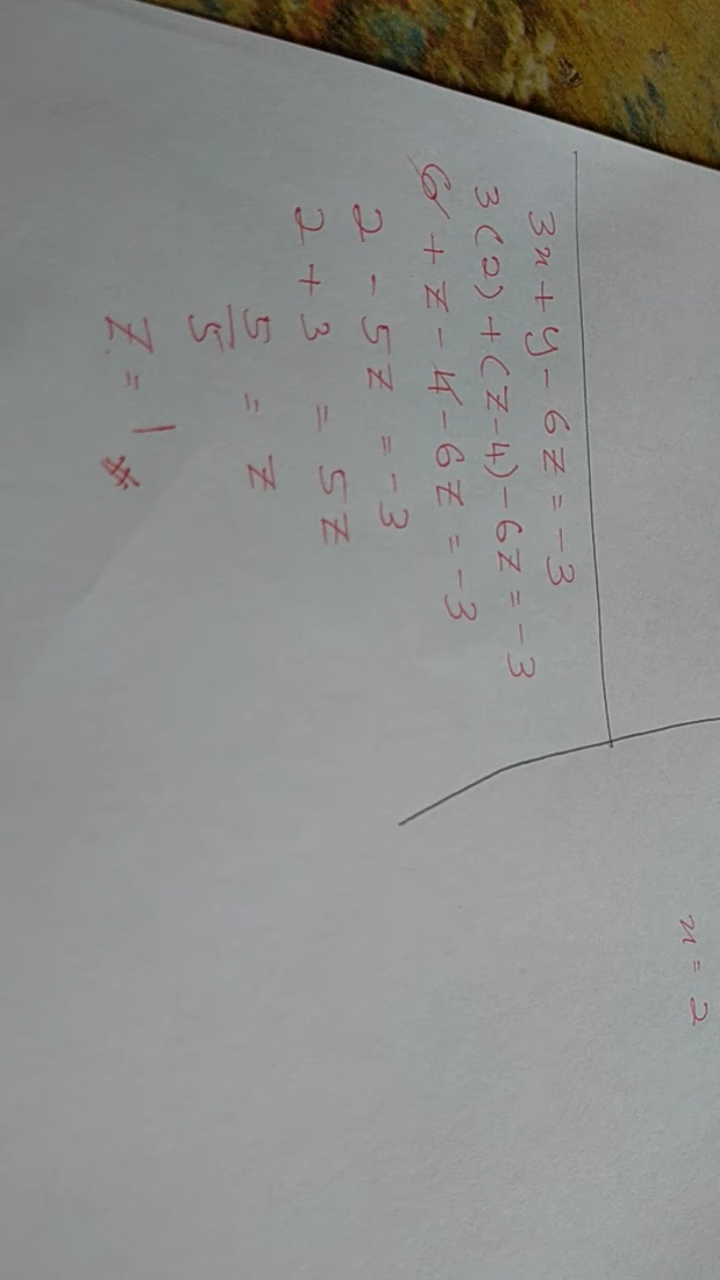 3x + y - 6z = -3
3(2) + (z-4) - 6z = -3
6 + z - 4 - 6z = -3
2 - 5z = -3
2 + 3 = 5z
5/5 = z
z = 1 #
x = 2